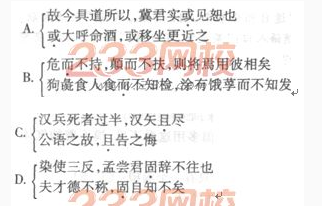 A. 故今具道所以,冀君实或见恕也
或大呼命酒,或移坐更近之
B. 危而不持,颠而不扶,则将焉用彼相矣
狗彘食人食而不知检,涂有饿莩而不知发
C. 汉兵死者过半,汉矢且尽
公语之故,且告之悔
D. 染使三反,孟尝君固辞不往也
夫才德不称,固自知不矣
233网校